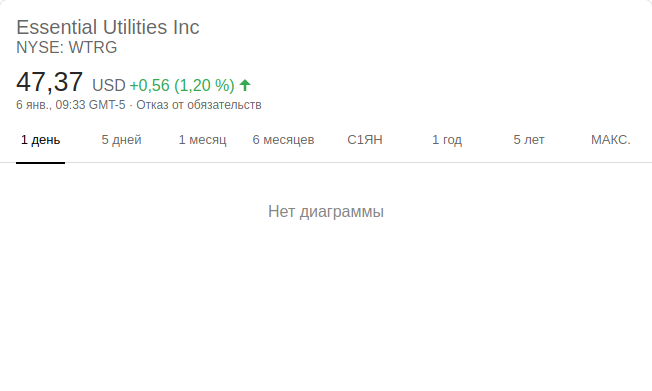 Essential Utilities Inc
NYSE: WTRG
47,37 USD +0,56 (1,20 %)
6 янв., 09:33 GMT-5 · Отказ от обязательств
1 день 5 дней 1 месяц 6 месяцев С1ЯН 1 год 5 лет МАКС.
Нет диаграммы